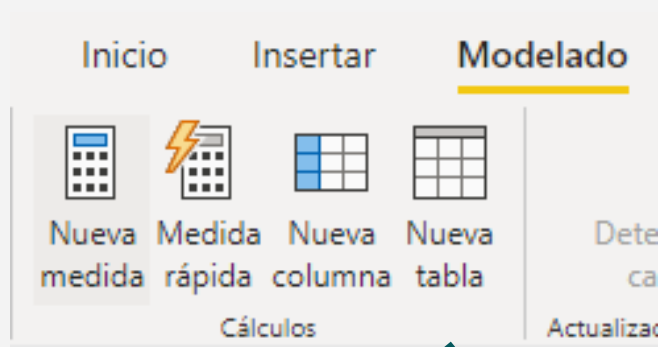 Inicio Insertar Modelado
Nueva medida
Medida rápida
Nueva columna
Nueva tabla
Cálculos